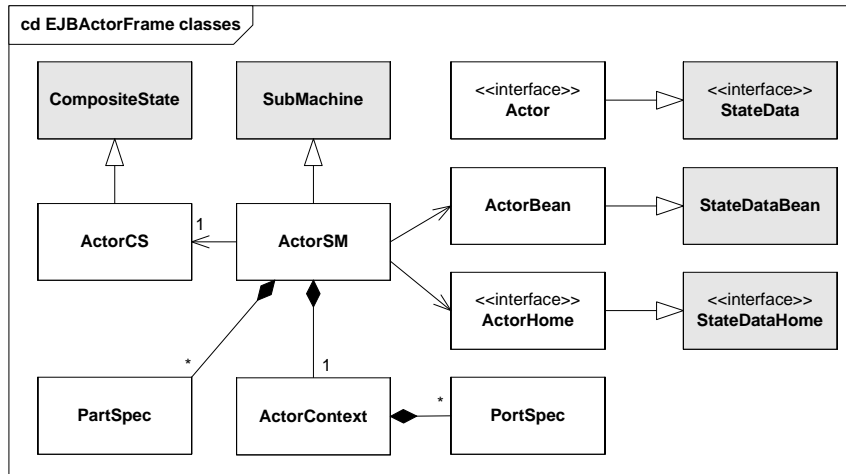 cd EJBActorFrame classes
CompositeState
SubMachine
<<interface>>
Actor
<<interface>>
StateData
ActorCS
1
ActorSM
ActorBean
StateDataBean
<<interface>>
ActorHome
<<interface>>
StateDataHome
*
1
PartSpec
ActorContext
*
PortSpec